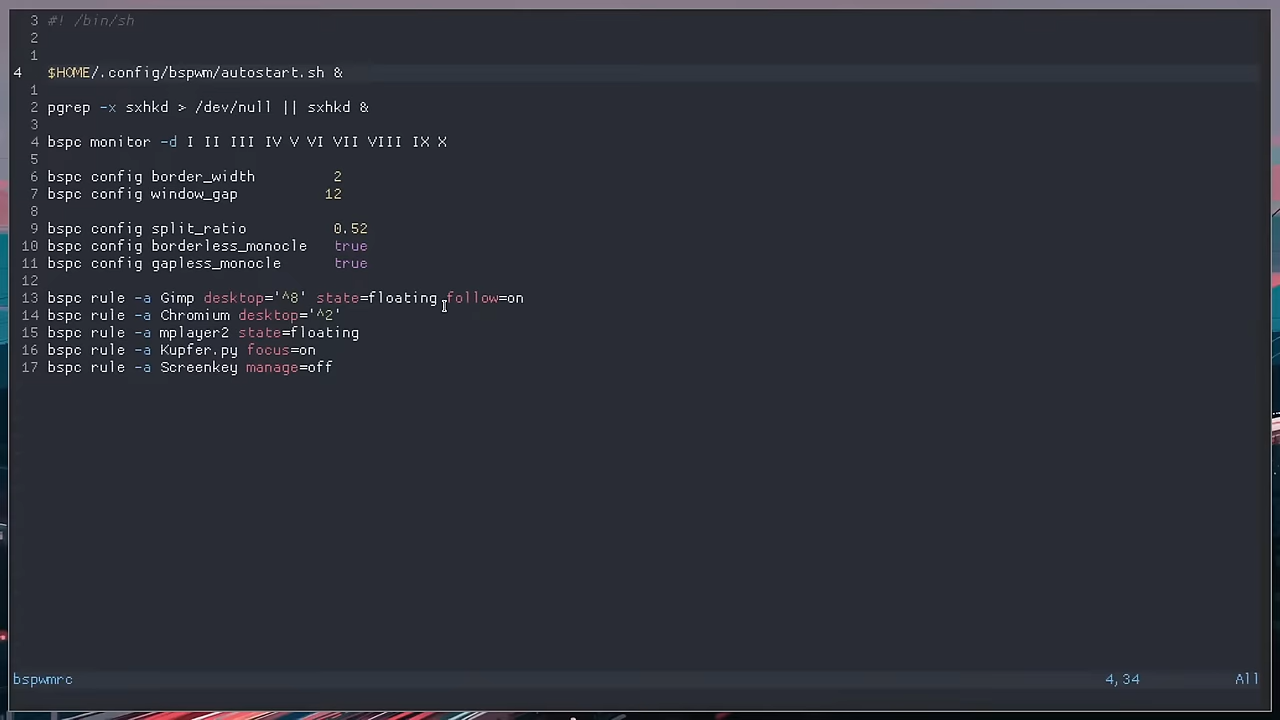 3 #! /bin/sh
2
1
4 $HOME/.config/bspwm/autostart.sh &
1
2 pgrep -x sxhkd > /dev/null || sxhkd &
3
4 bspc monitor -d I II III IV V VI VII VIII IX X
5
6 bspc config border_width 2
7 bspc config window_gap 12
8
9 bspc config split_ratio 0.52
10 bspc config borderless_monocle true
11 bspc config gapless_monocle true
12
13 bspc rule -a Gimp desktop='^8' state=floating follow=on
14 bspc rule -a Chromium desktop='^2'
15 bspc rule -a mplayer2 state=floating
16 bspc rule -a Kupfer.py focus=on
17 bspc rule -a Screenkey manage=off
bspwmrc 4,34 All